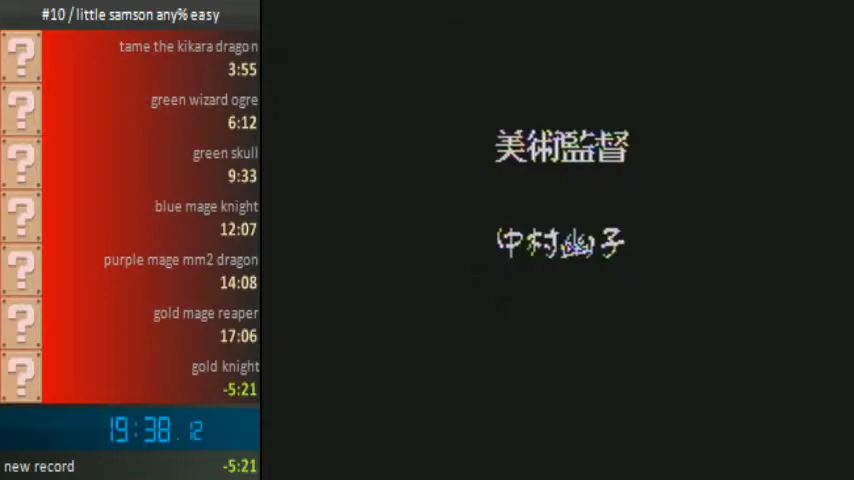 #10 / little samson any% easy
tame the kikara dragon
3:55
green wizard ogre
6:12
green skull
9:33
blue mage knight
12:07
purple mage mm2 dragon
14:08
gold mage reaper
17:06
gold knight
-5:21
19:38.12
new record -5:21
美術監督
中村幽子